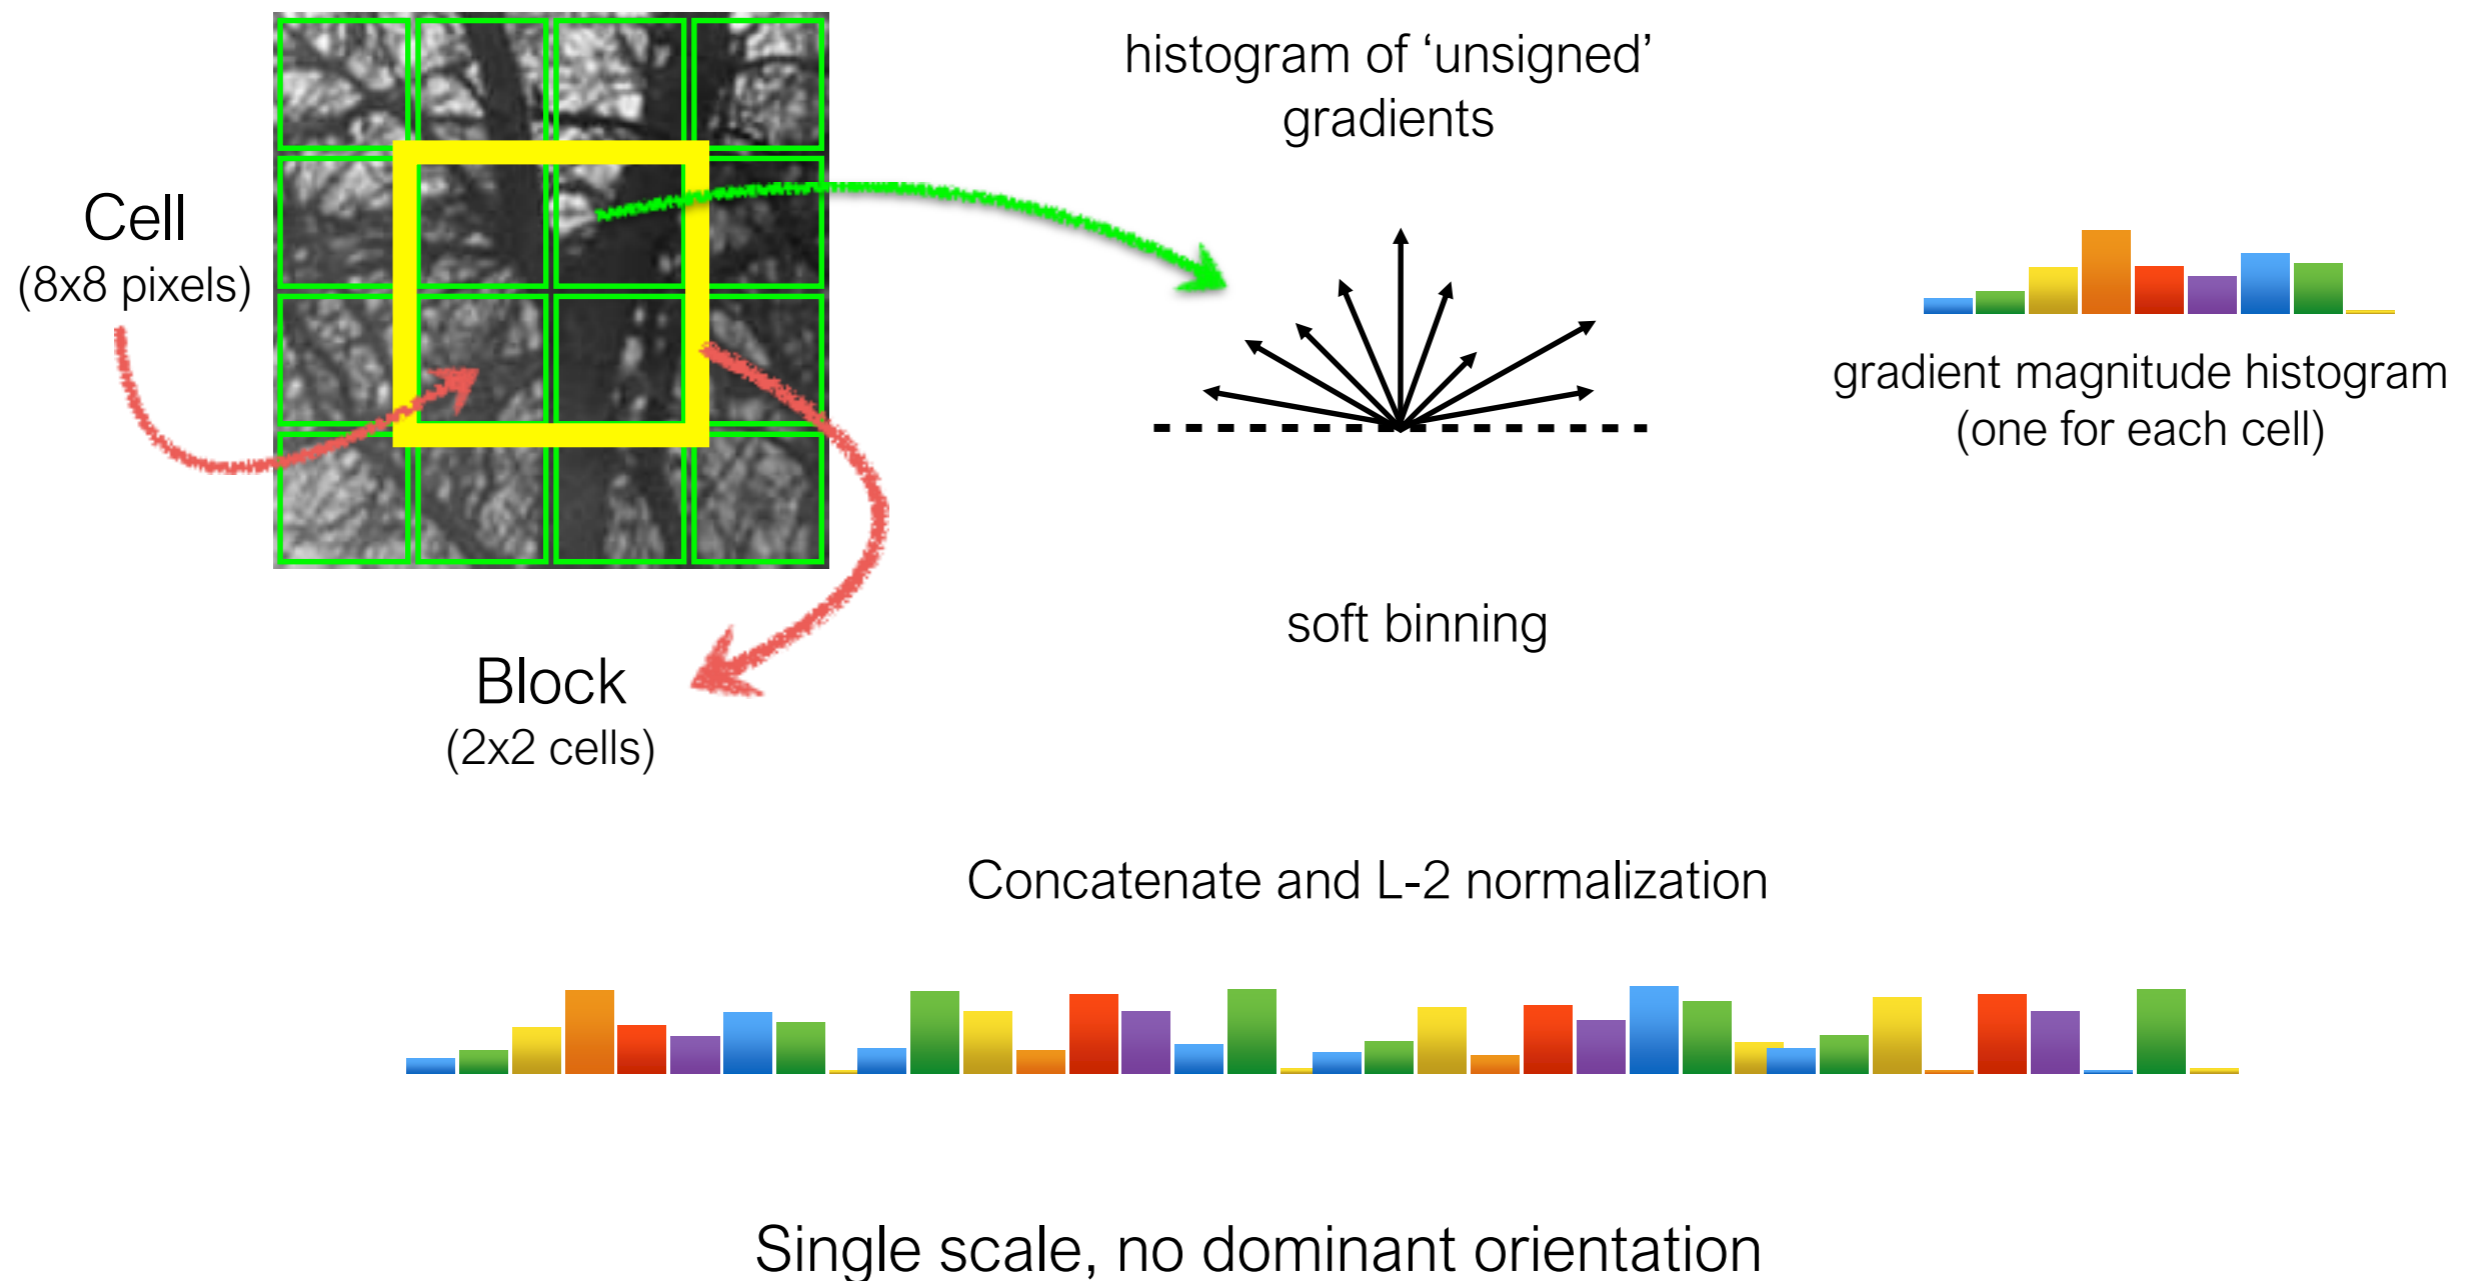 histogram of ‘unsigned’
gradients
Cell
(8x8 pixels)
gradient magnitude histogram
(one for each cell)
soft binning
Block
(2x2 cells)
Concatenate and L-2 normalization
Single scale, no dominant orientation